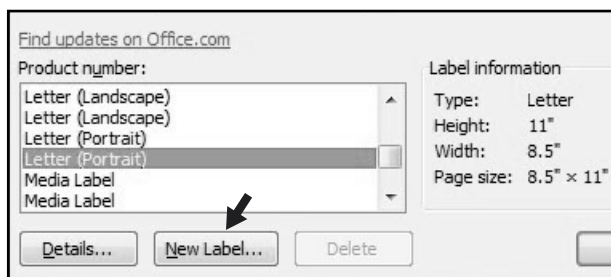 Find updates on Office.com
Product number:
Letter (Landscape)
Letter (Landscape)
Letter (Portrait)
Letter (Portrait)
Media Label
Media Label
Details...
New Label...
Delete
Label information
Type: Letter
Height: 11"
Width: 8.5"
Page size: 8.5" × 11"